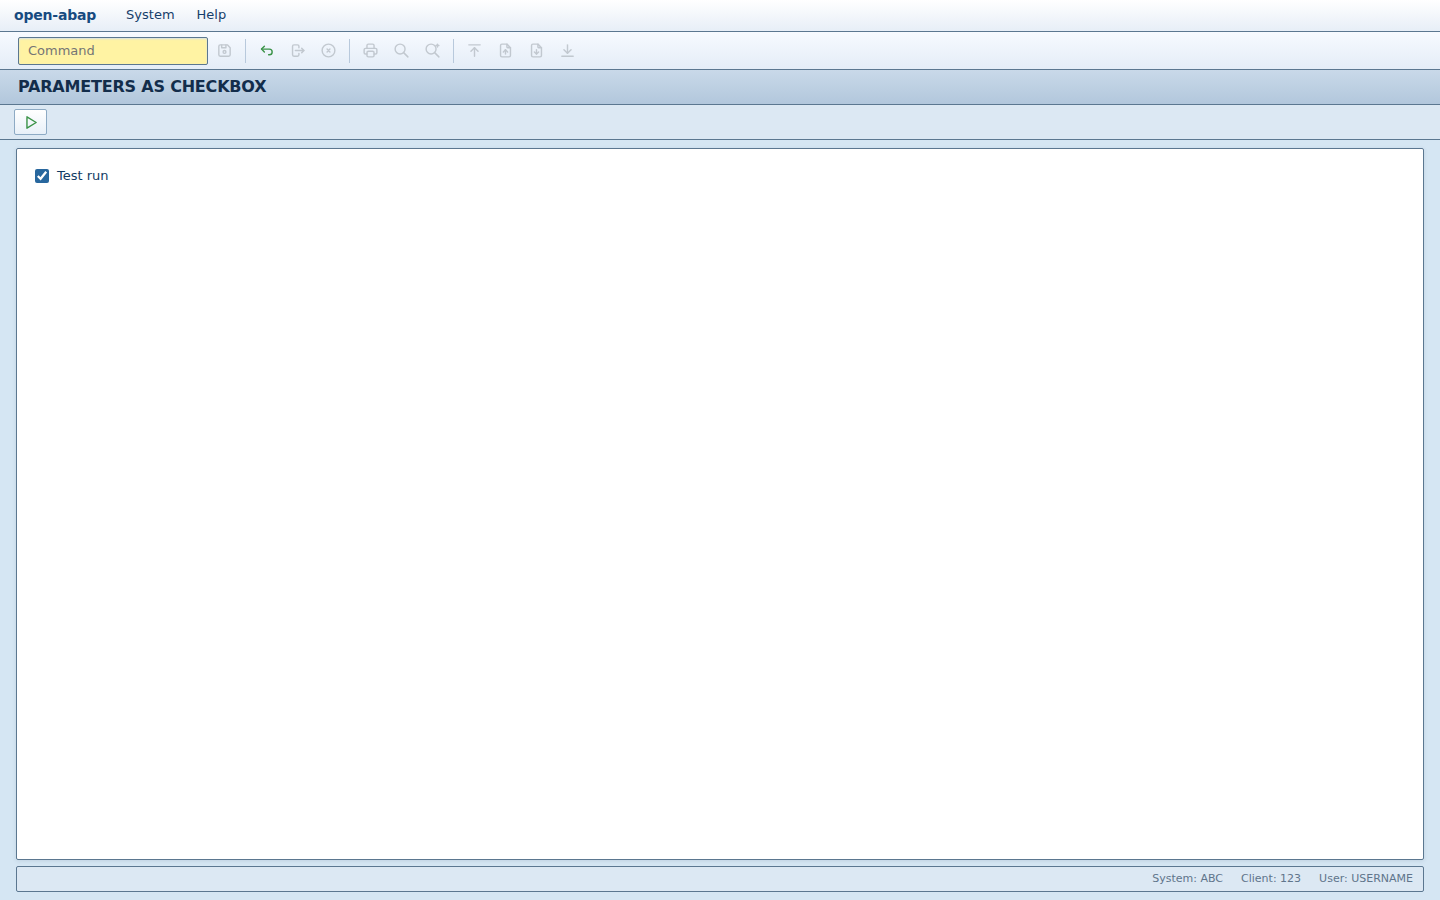 open-abap System Help
Command
PARAMETERS AS CHECKBOX
Test run
System: ABC Client: 123 User: USERNAME